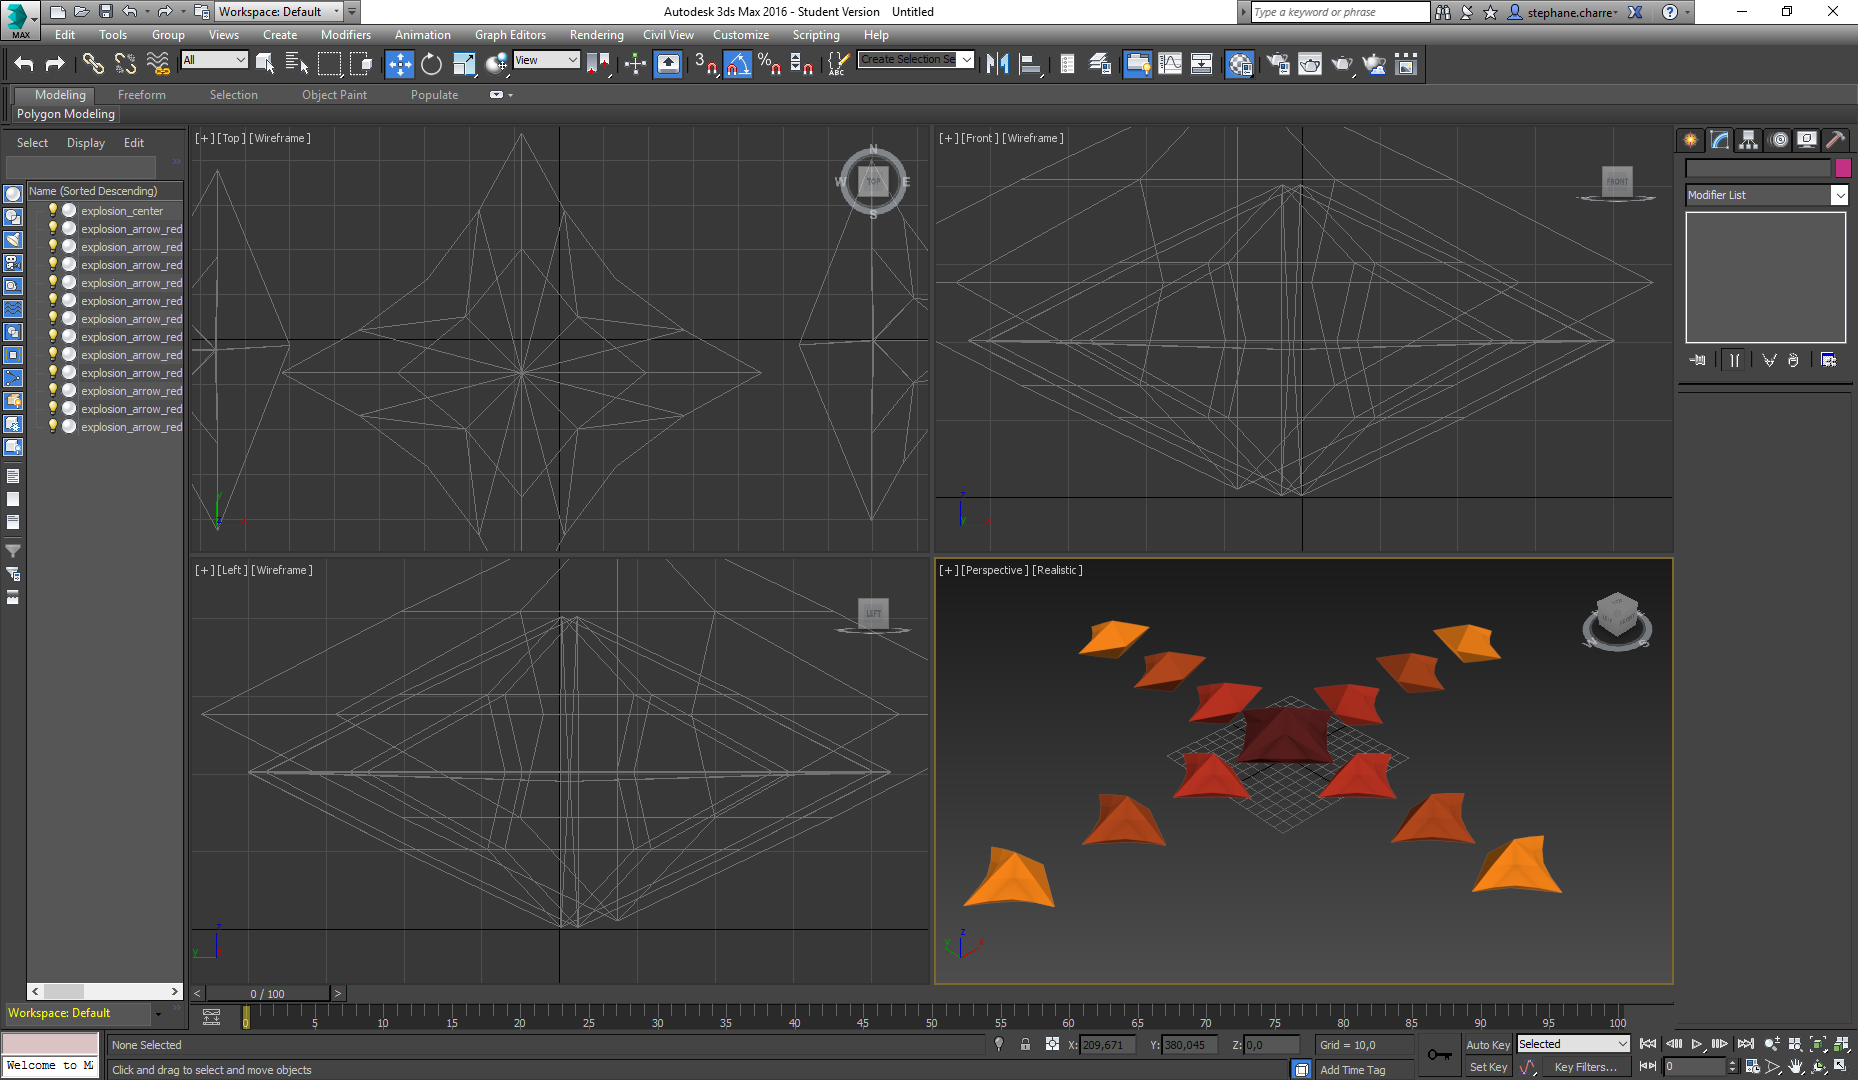 Workspace: Default
Autodesk 3ds Max 2016 - Student Version    Untitled
Type a keyword or phrase
stephane.charre
MAX
Edit Tools Group Views Create Modifiers Animation Graph Editors Rendering Civil View Customize Scripting Help
All
View
3
%
ABC
Create Selection Se
Modeling Freeform Selection Object Paint Populate
Polygon Modeling
Select Display Edit
Name (Sorted Descending)
explosion_center
explosion_arrow_red
explosion_arrow_red
explosion_arrow_red
explosion_arrow_red
explosion_arrow_red
explosion_arrow_red
explosion_arrow_red
explosion_arrow_red
explosion_arrow_red
explosion_arrow_red
explosion_arrow_red
explosion_arrow_red
[+] [Top] [Wireframe]
N
W TOP E
S
y
x
[+] [Front] [Wireframe]
FRONT
z
y x
[+] [Left] [Wireframe]
LEFT
z
y
[+] [Perspective] [Realistic]
z
y x
Modifier List
< 0 / 100 >
Workspace: Default
0 5 10 15 20 25 30 35 40 45 50 55 60 65 70 75 80 85 90 95 100
None Selected
X: 209,671 Y: 380,045 Z: 0,0
Grid = 10,0
Auto Key
Selected
Welcome to M
Click and drag to select and move objects
Add Time Tag
Set Key
Key Filters...
0